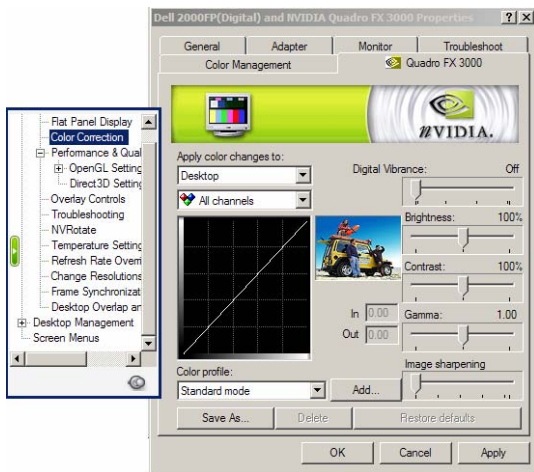 Dell 2000FP(Digital) and NVIDIA Quadro FX 3000 Properties
General Adapter Monitor Troubleshoot
Color Management Quadro FX 3000
nVIDIA.
Flat Panel Display
Color Correction
Performance & Qual
OpenGL Setting
Direct3D Setting
Overlay Controls
Troubleshooting
NVRotate
Temperature Setting
Refresh Rate Overri
Change Resolutions
Frame Synchronizat
Desktop Overlap an
Desktop Management
Screen Menus
Apply color changes to:
Desktop
All channels
Digital Vibrance: Off
Brightness: 100%
Contrast: 100%
In 0.00
Out 0.00
Gamma: 1.00
Image sharpening
Color profile:
Standard mode
Add...
Save As... Delete Restore defaults
OK Cancel Apply